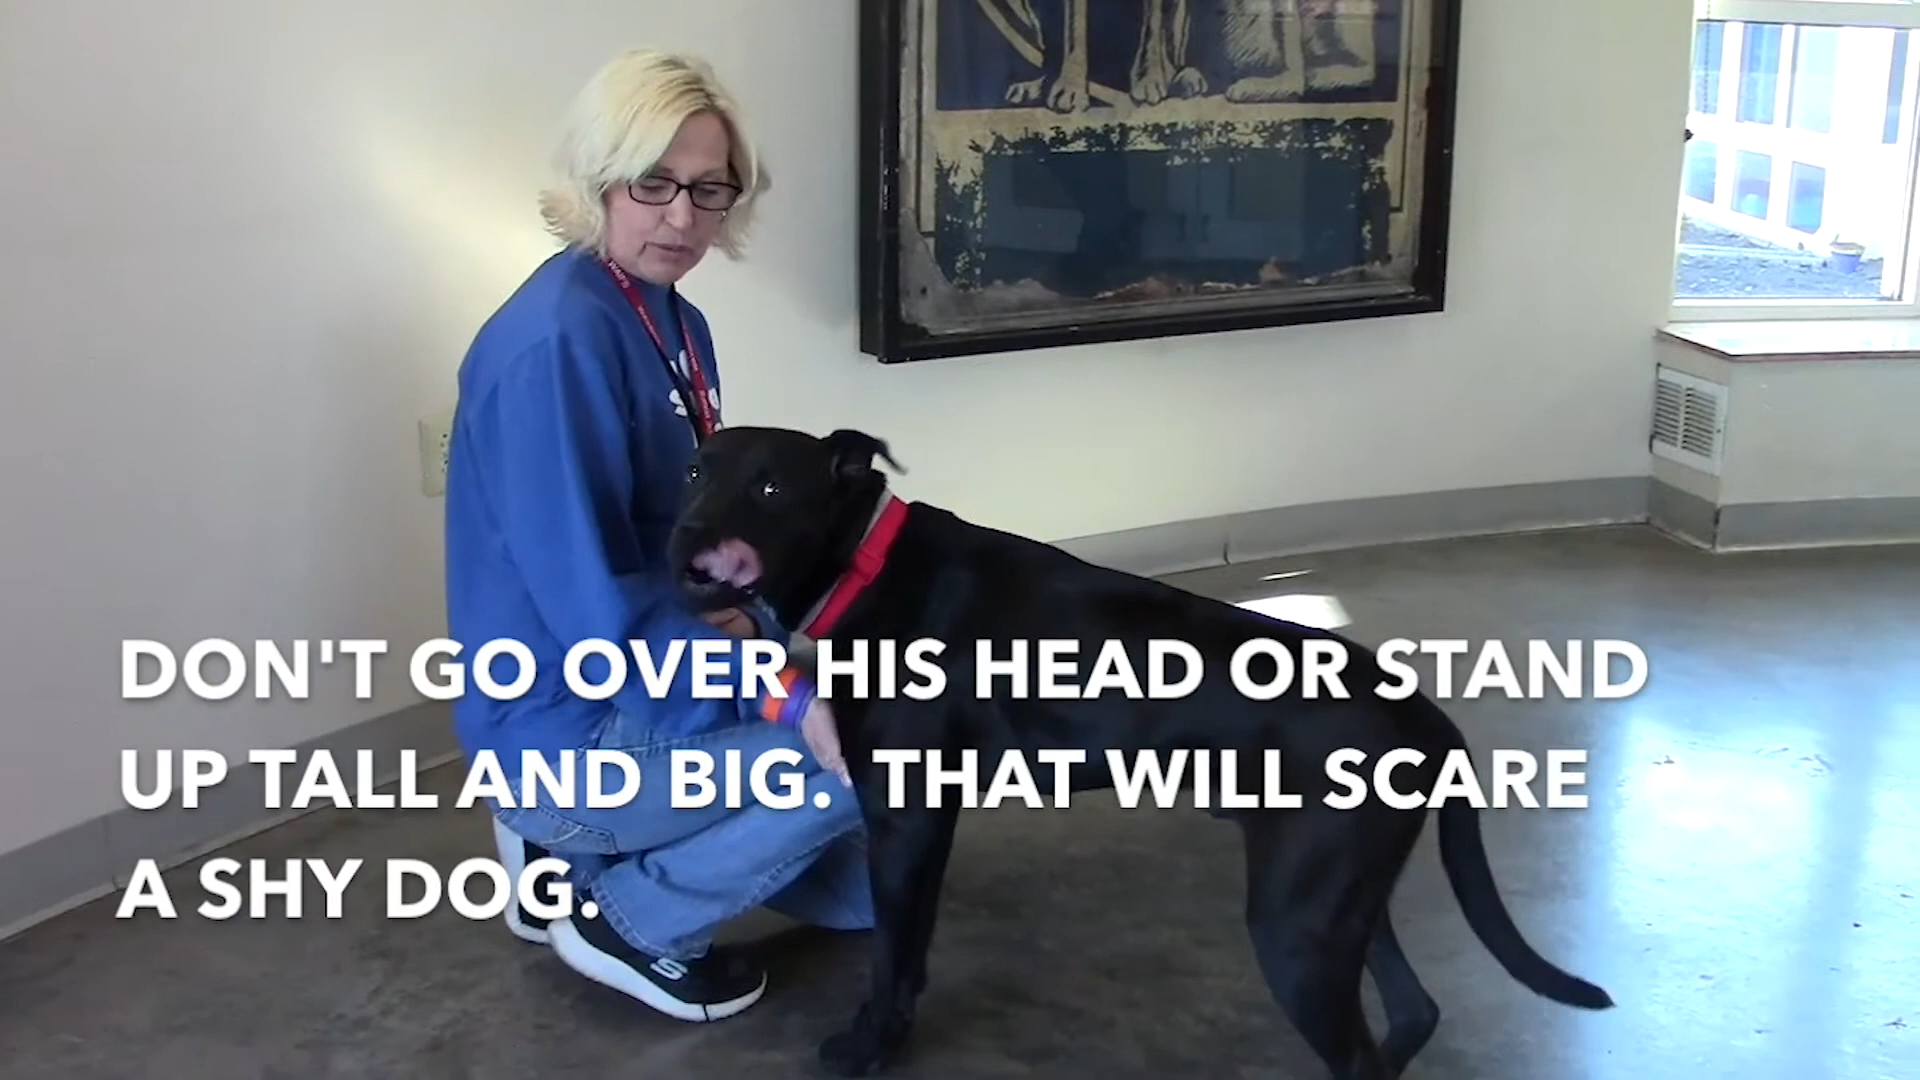 DON'T GO OVER HIS HEAD OR STAND
UP TALL AND BIG.  THAT WILL SCARE
A SHY DOG.